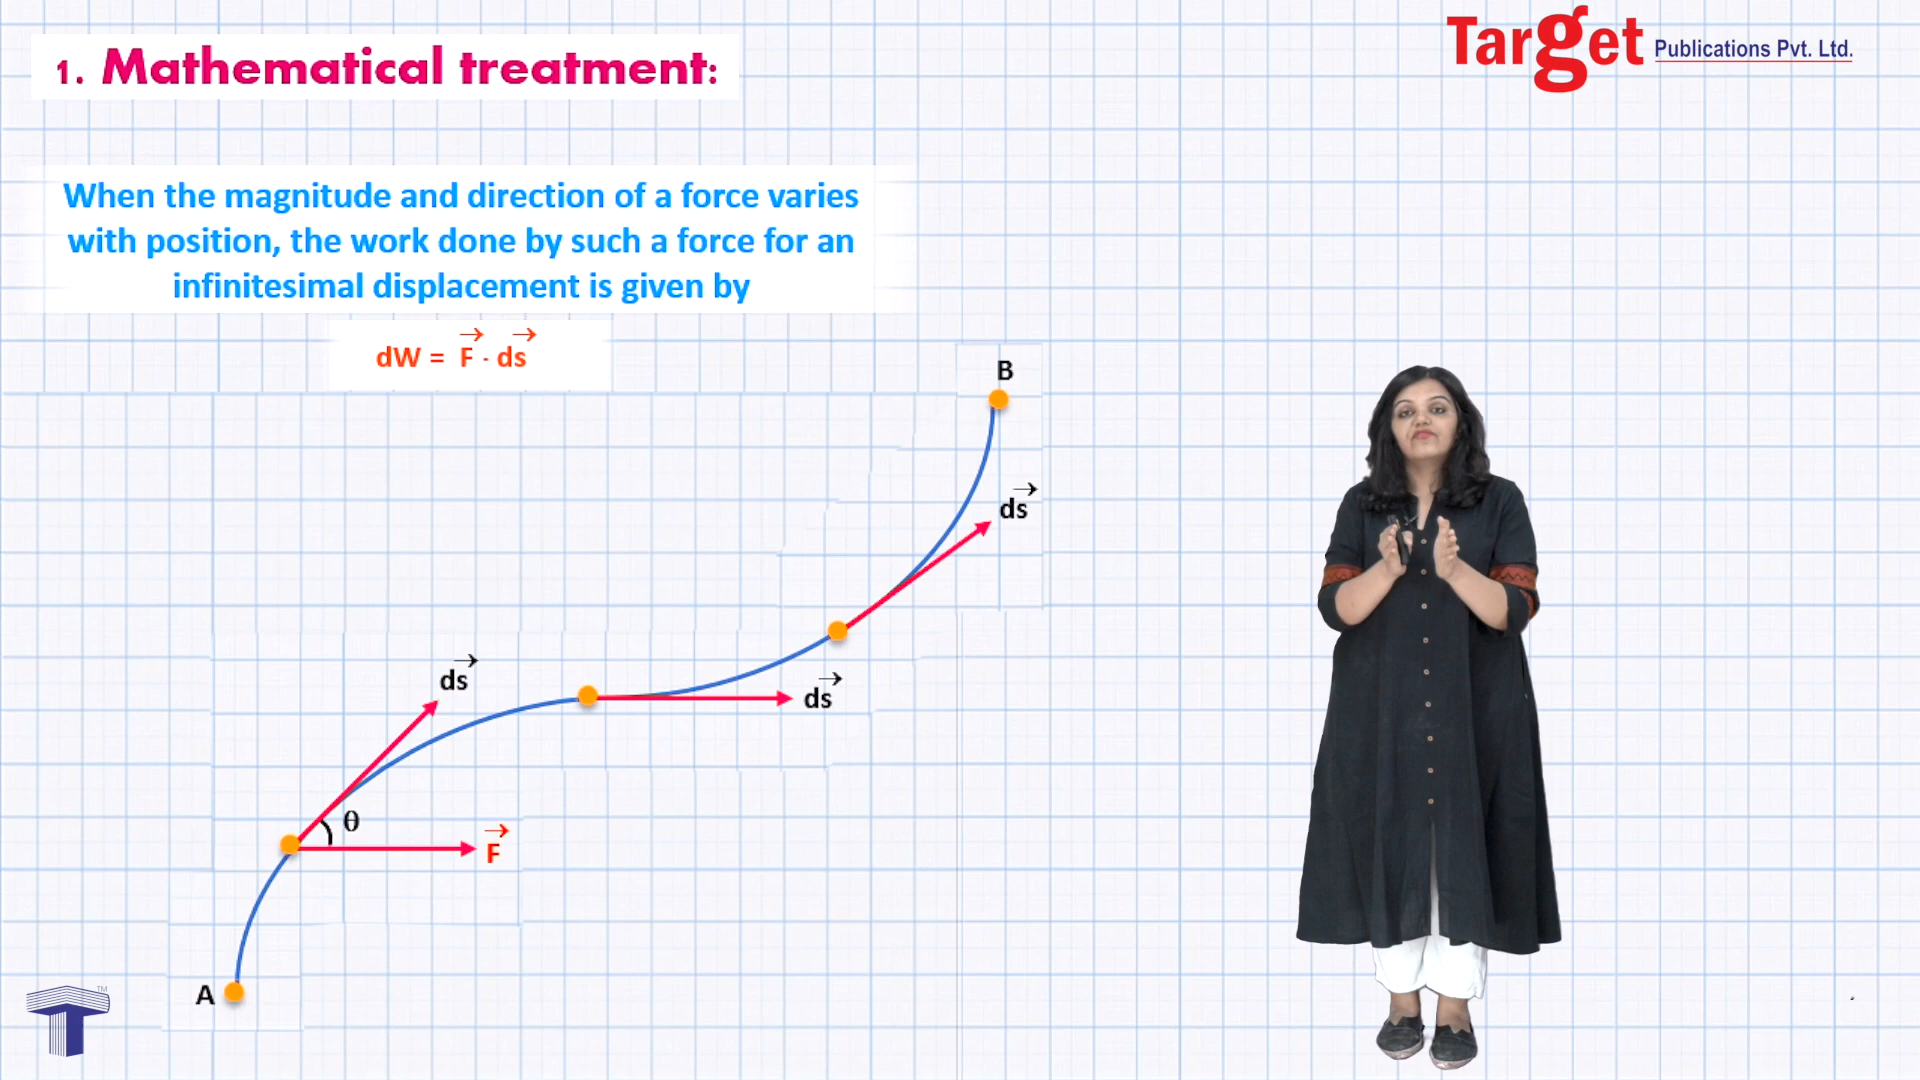 1. Mathematical treatment:
Target Publications Pvt. Ltd.
When the magnitude and direction of a force varies
with position, the work done by such a force for an
infinitesimal displacement is given by
dW = F⃗ · ds⃗
B
ds⃗
ds⃗
ds⃗
θ
F⃗
A
TM